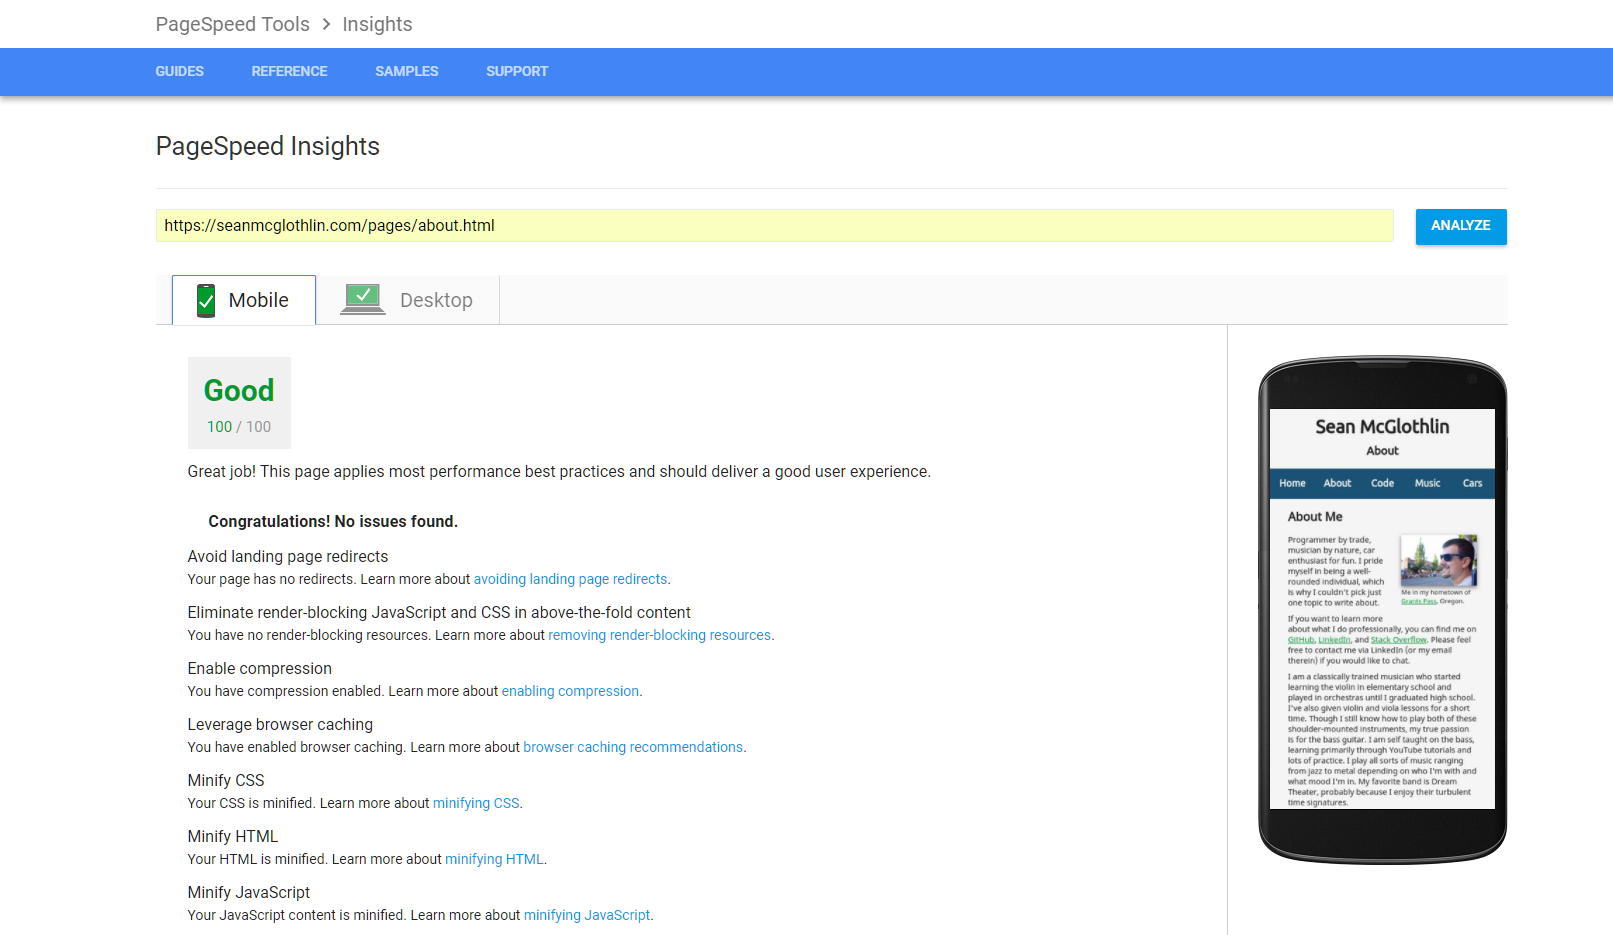 PageSpeed Tools > Insights
GUIDES REFERENCE SAMPLES SUPPORT
PageSpeed Insights
https://seanmcglothlin.com/pages/about.html
ANALYZE
Mobile Desktop
Good
100 / 100
Great job! This page applies most performance best practices and should deliver a good user experience.
Congratulations! No issues found.
Avoid landing page redirects
Your page has no redirects. Learn more about avoiding landing page redirects.
Eliminate render-blocking JavaScript and CSS in above-the-fold content
You have no render-blocking resources. Learn more about removing render-blocking resources.
Enable compression
You have compression enabled. Learn more about enabling compression.
Leverage browser caching
You have enabled browser caching. Learn more about browser caching recommendations.
Minify CSS
Your CSS is minified. Learn more about minifying CSS.
Minify HTML
Your HTML is minified. Learn more about minifying HTML.
Minify JavaScript
Your JavaScript content is minified. Learn more about minifying JavaScript.
Sean McGlothlin
About
Home About Code Music Cars
About Me
Programmer by trade,
musician by nature, car
enthusiast for fun. I pride
myself in being a well-
rounded individual, which
is why I couldn't pick just
one topic to write about.
Me in my hometown of
Grants Pass, Oregon.
If you want to learn more
about what I do professionally, you can find me on
GitHub, LinkedIn, and Stack Overflow. Please feel
free to contact me via LinkedIn (or my email
therein) if you would like to chat.
I am a classically trained musician who started
learning the violin in elementary school and
played in orchestras until I graduated high school.
I've also given violin and viola lessons for a short
time. Though I still know how to play both of these
shoulder-mounted instruments, my true passion
is for the bass guitar. I am self taught on the bass,
learning primarily through YouTube tutorials and
lots of practice. I play all sorts of music ranging
from jazz to metal depending on who I'm with and
what mood I'm in. My favorite band is Dream
Theater, probably because I enjoy their turbulent
time signatures.